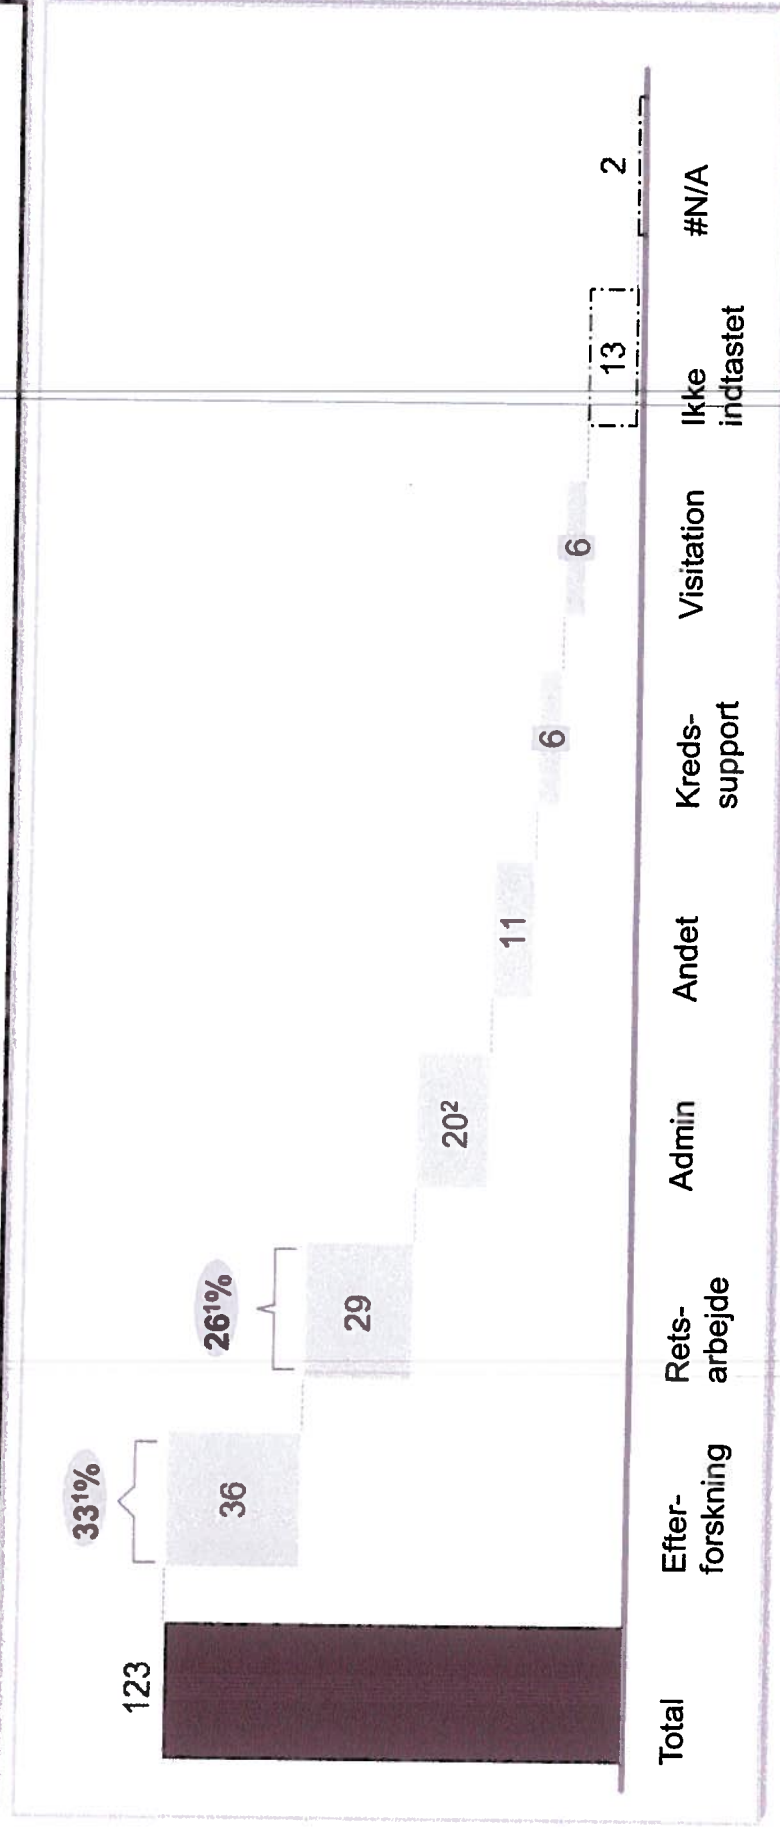 123
33¹%
36
26¹%
29
20²
11
6
6
13
2
Total
Efter-
forskning
Rets-
arbejde
Admin
Andet
Kreds-
support
Visitation
Ikke
indtastet
#N/A